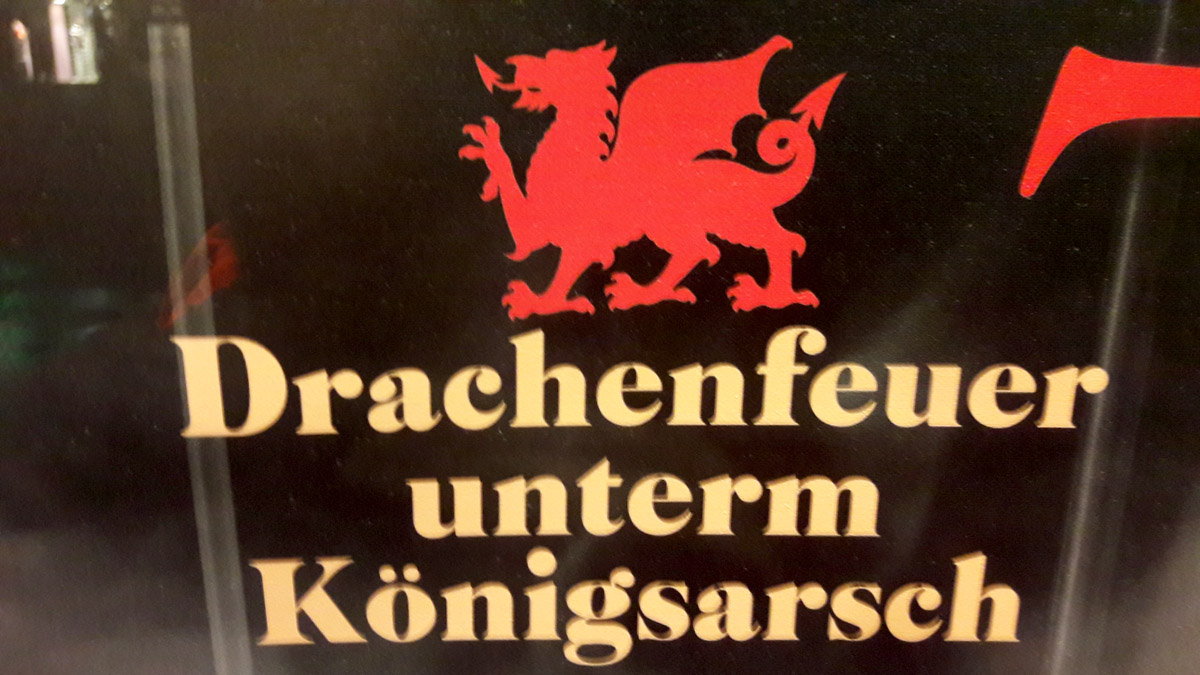 Drachenfeuer
unterm
Königsarsch